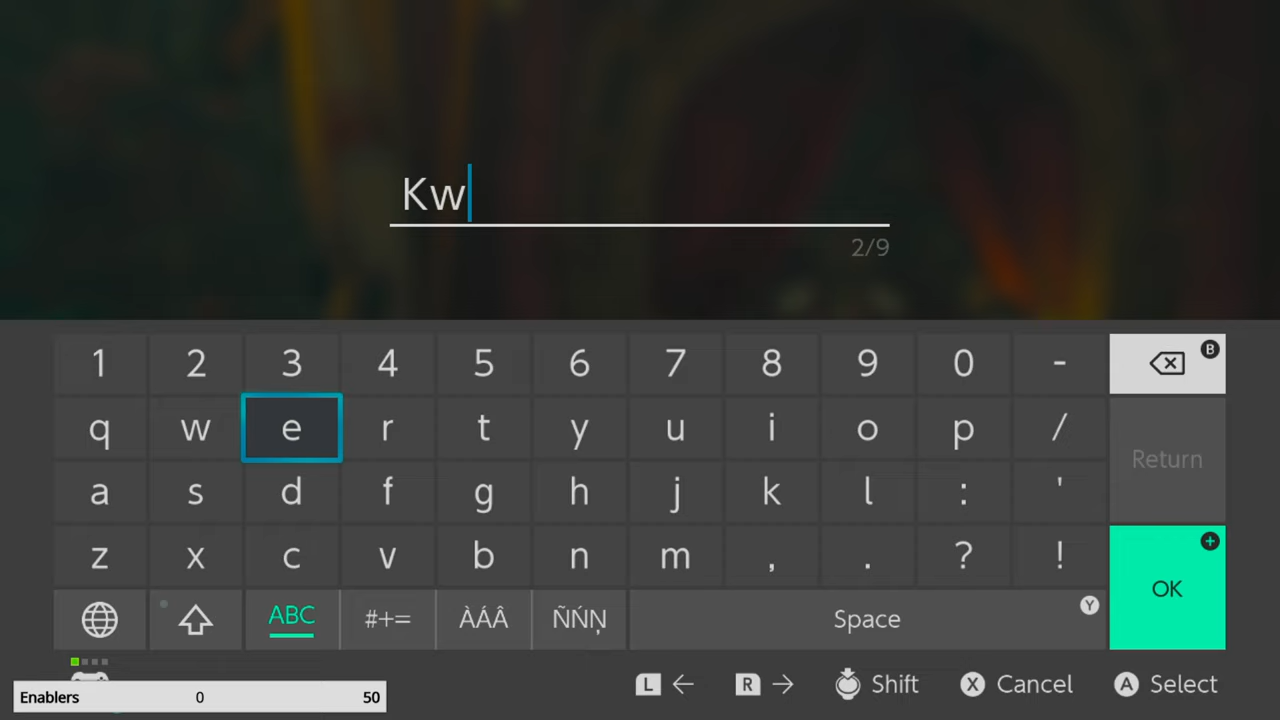 Kw
2/9
1 2 3 4 5 6 7 8 9 0 - B
q w e r t y u i o p / Return
a s d f g h j k l : '
z x c v b n m , . ? ! + OK
ABC #+= ÀÁÂ ÑŃŅ Space Y
L ← R → Shift X Cancel A Select
Enablers 0 50